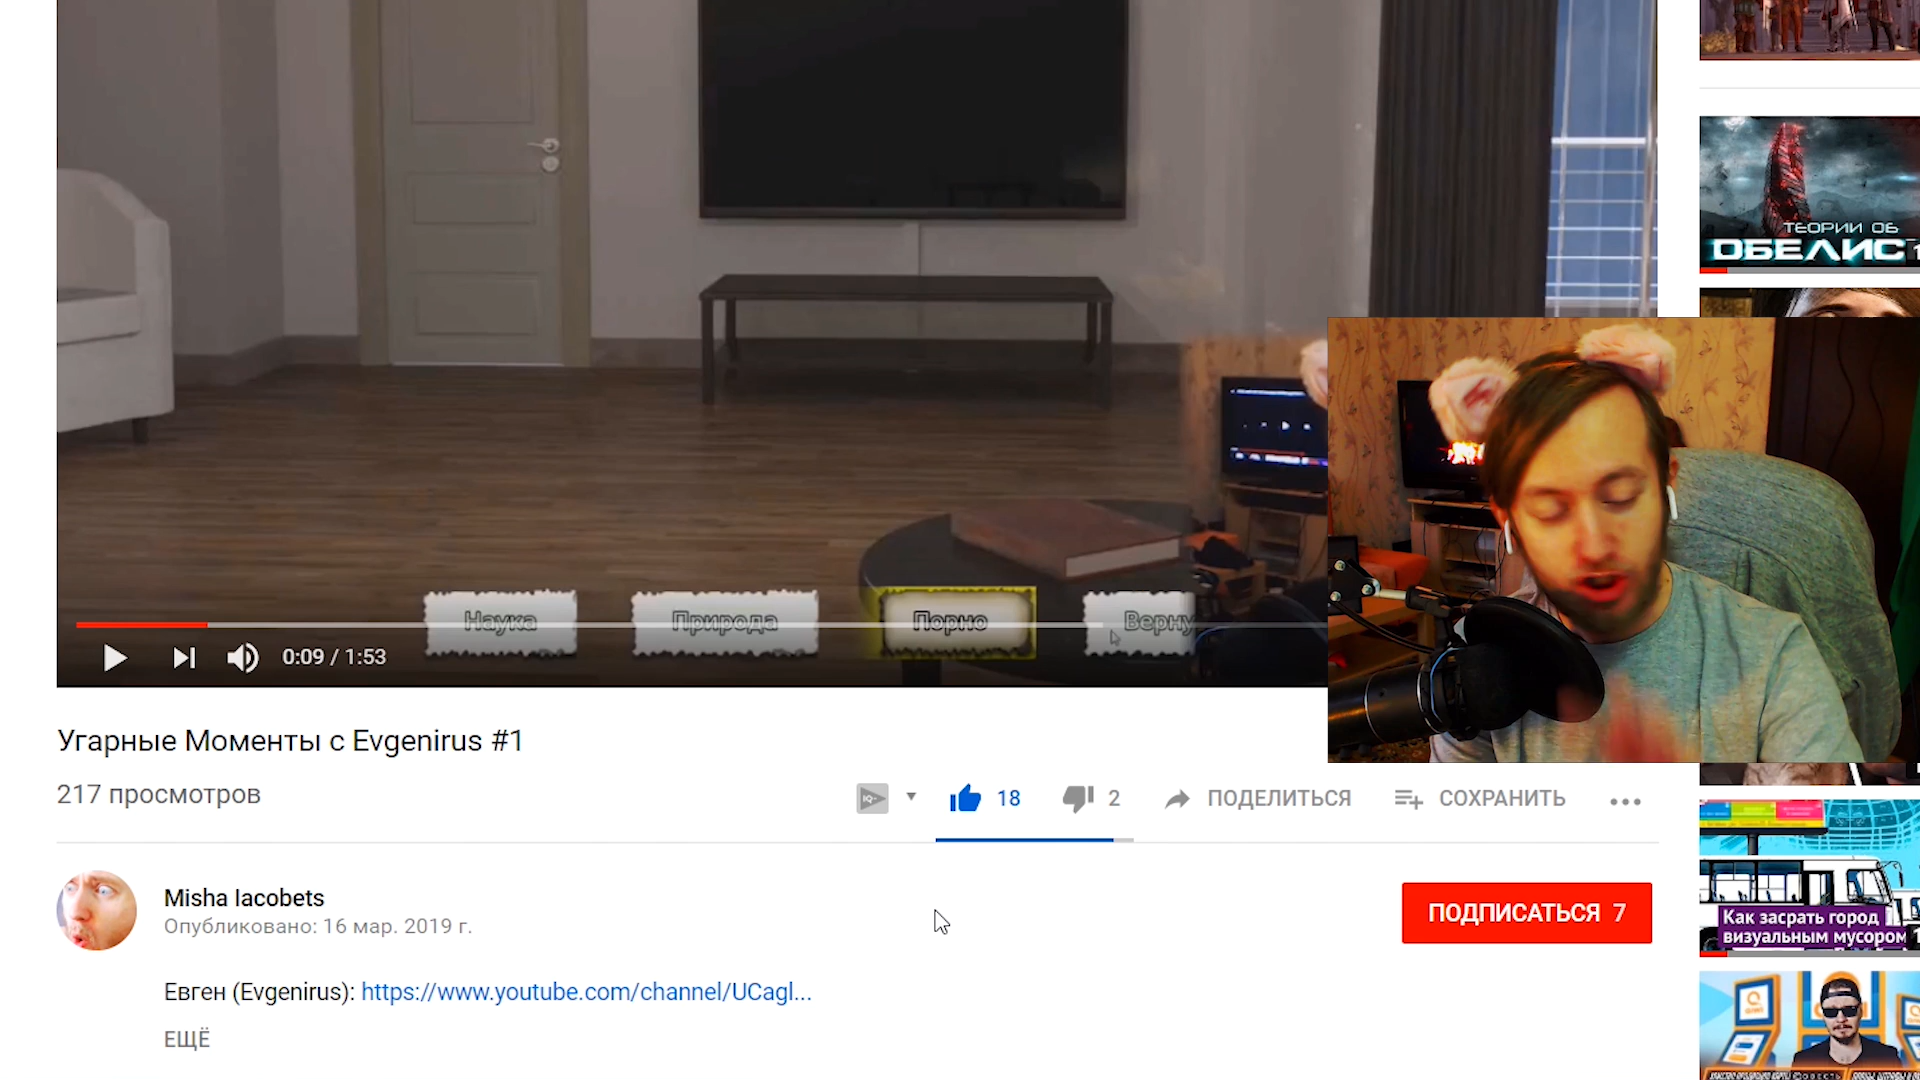 ТЕОРИИ ОБ
ОБЕЛИС
Наука
Природа
Порно
Верну
0:09 / 1:53
Угарные Моменты с Evgenirus #1
217 просмотров
18
2
ПОДЕЛИТЬСЯ
СОХРАНИТЬ
Misha Iacobets
Опубликовано: 16 мар. 2019 г.
ПОДПИСАТЬСЯ 7
Евген (Evgenirus): https://www.youtube.com/channel/UCagl...
ЕЩЁ
Как засрать город
визуальным мусором